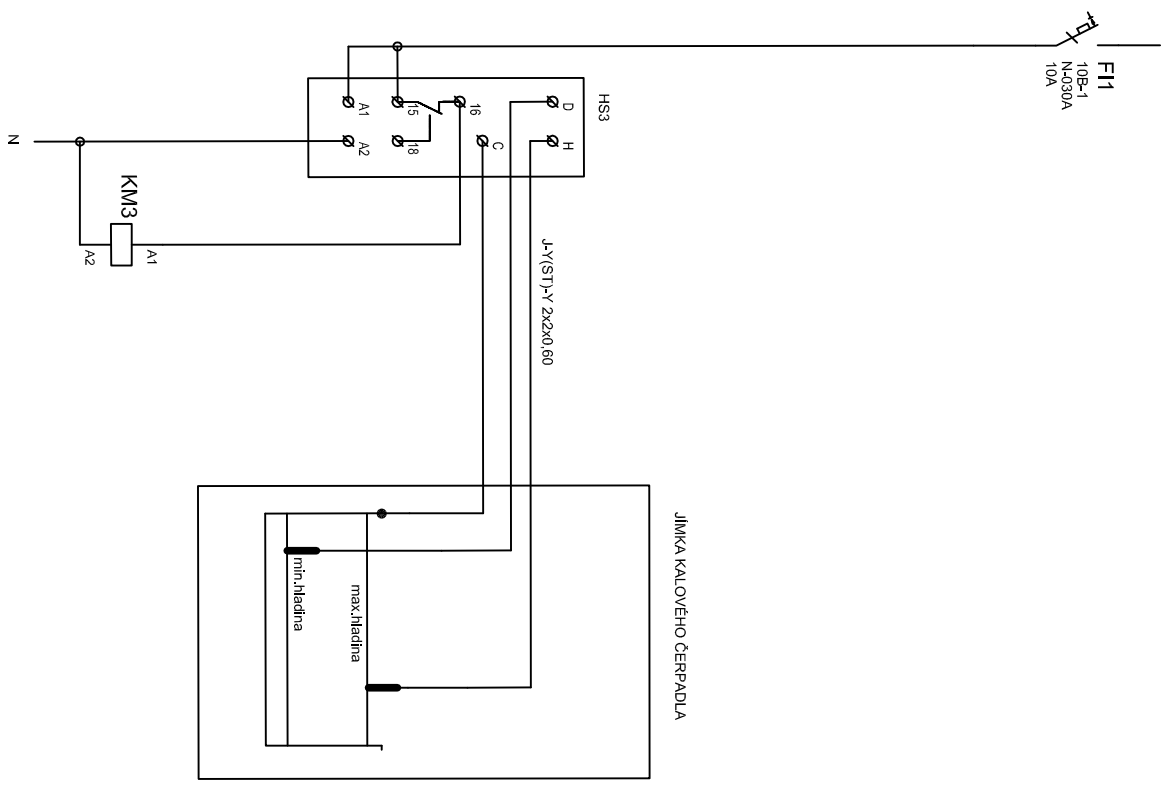 FI1
10B-1
N-030A
10A
HS3
D
H
16
C
15
18
A1
A2
N
KM3
A1
A2
J-Y(ST)-Y 2x2x0,60
JÍMKA KALOVÉHO ČERPADLA
max.hladina
min.hladina